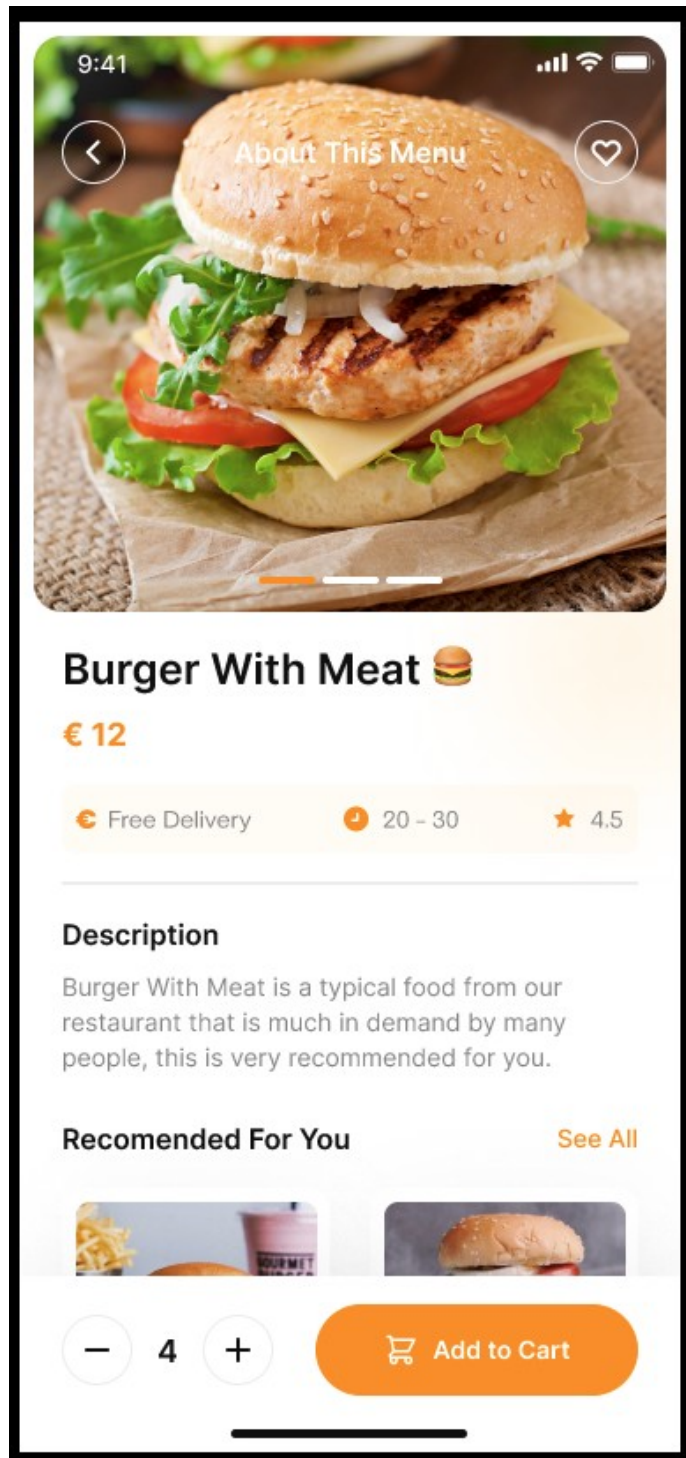 9:41
About This Menu
Burger With Meat 🍔
€ 12
Free Delivery
20 - 30
4.5
Description
Burger With Meat is a typical food from our
restaurant that is much in demand by many
people, this is very recommended for you.
Recomended For You
See All
GOURMET
BURGER
4
Add to Cart